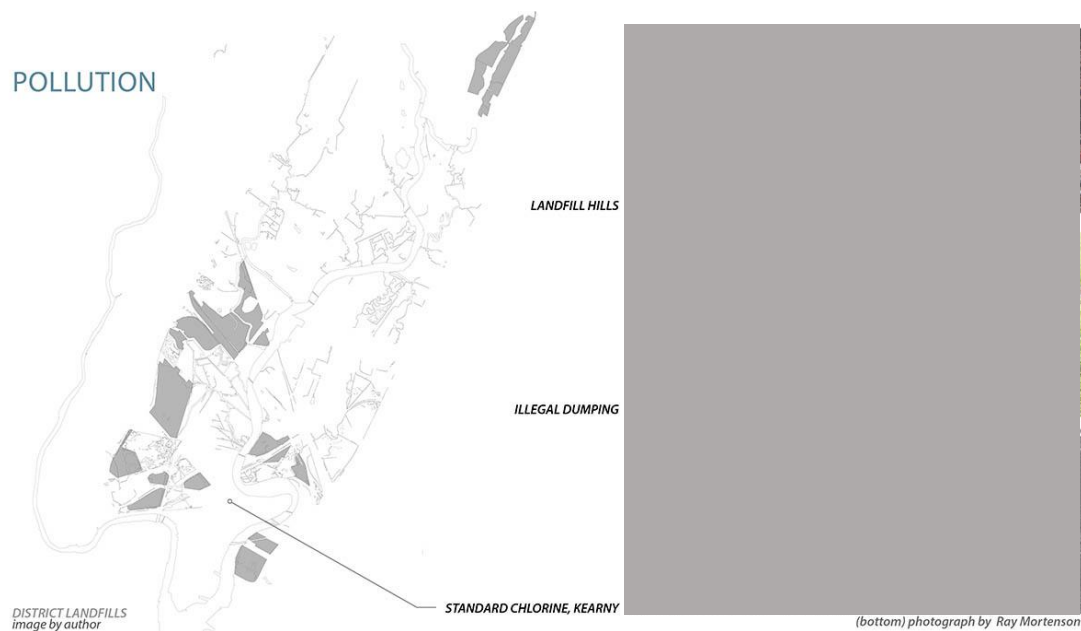 POLLUTION
LANDFILL HILLS
ILLEGAL DUMPING
STANDARD CHLORINE, KEARNY
DISTRICT LANDFILLS
image by author
(bottom) photograph by Ray Mortenson